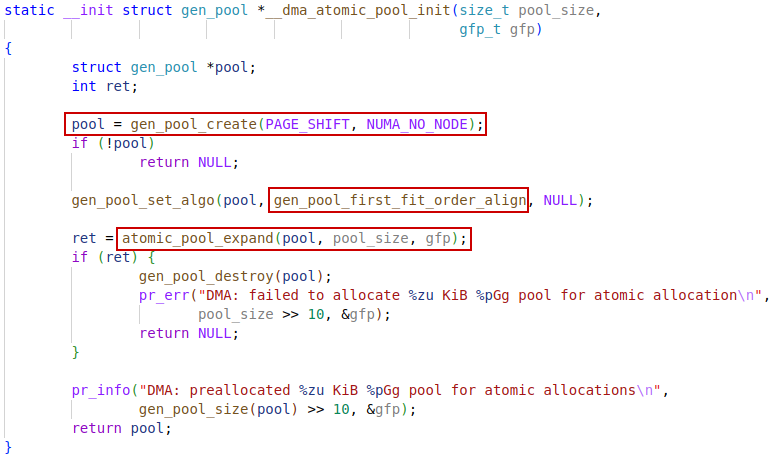 static __init struct gen_pool *__dma_atomic_pool_init(size_t pool_size,
gfp_t gfp)
{
struct gen_pool *pool;
int ret;
pool = gen_pool_create(PAGE_SHIFT, NUMA_NO_NODE);
if (!pool)
return NULL;
gen_pool_set_algo(pool, gen_pool_first_fit_order_align, NULL);
ret = atomic_pool_expand(pool, pool_size, gfp);
if (ret) {
gen_pool_destroy(pool);
pr_err("DMA: failed to allocate %zu KiB %pGg pool for atomic allocation\n",
pool_size >> 10, &gfp);
return NULL;
}
pr_info("DMA: preallocated %zu KiB %pGg pool for atomic allocations\n",
gen_pool_size(pool) >> 10, &gfp);
return pool;
}